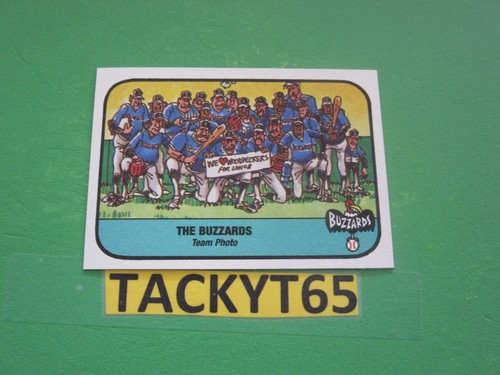 WE ❤ WOODPECKERS
FOR LUNCH
THE BUZZARDS
Team Photo
BUZZARDS
TACKYT65